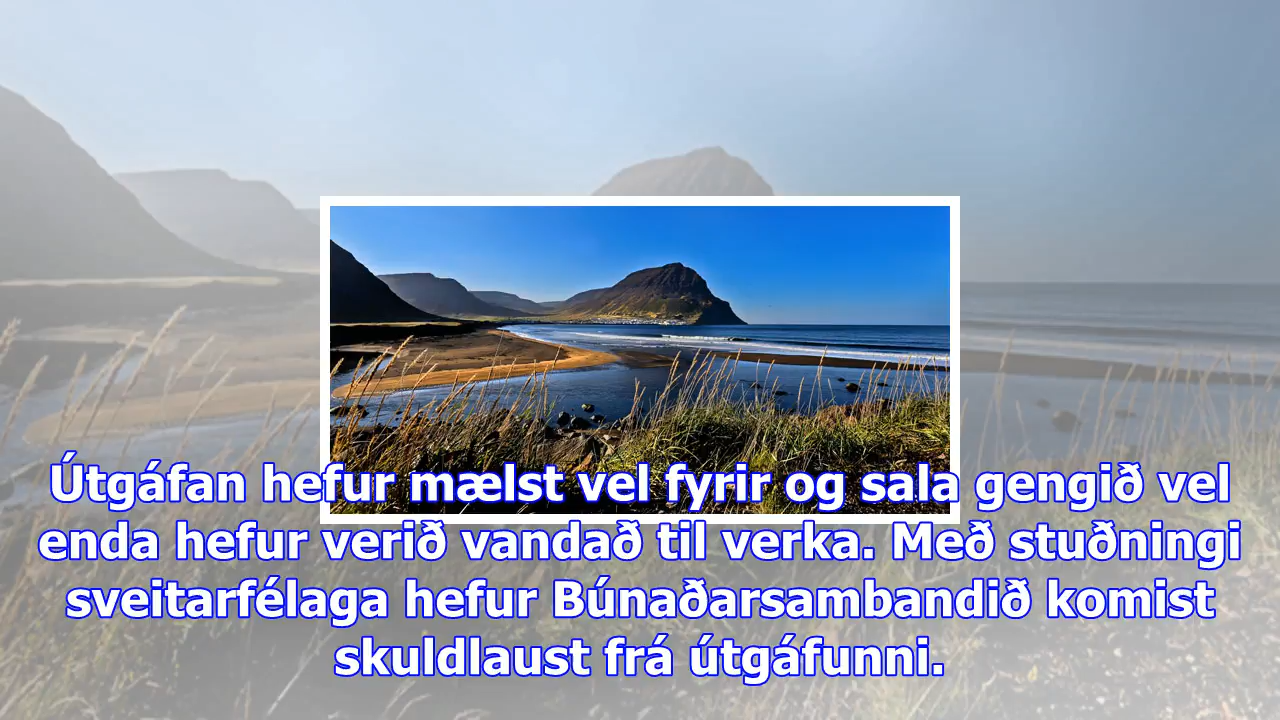 Útgáfan hefur mælst vel fyrir og sala gengið vel
enda hefur verið vandað til verka. Með stuðningi
sveitarfélaga hefur Búnaðarsambandið komist
skuldlaust frá útgáfunni.